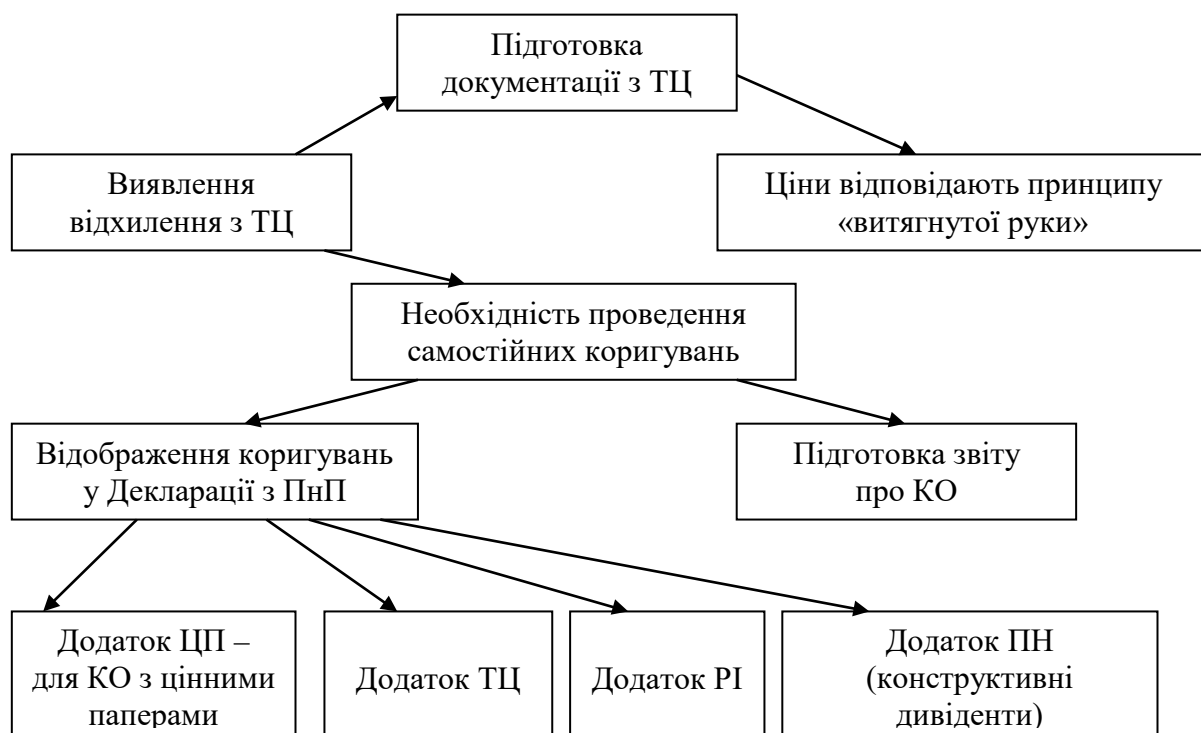 Підготовка
документації з ТЦ
Виявлення
відхилення з ТЦ
Ціни відповідають принципу
«витягнутої руки»
Необхідність проведення
самостійних коригувань
Відображення коригувань
у Декларації з ПнП
Підготовка звіту
про КО
Додаток ЦП –
для КО з цінними
паперами
Додаток ТЦ
Додаток РІ
Додаток ПН
(конструктивні
дивіденти)